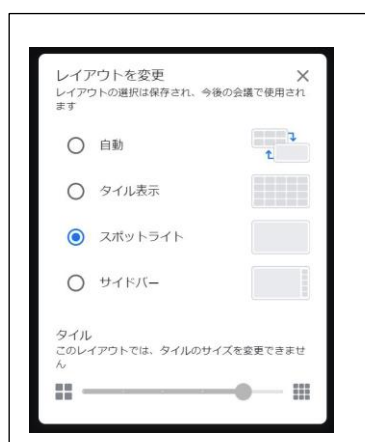 レイアウトを変更
レイアウトの選択は保存され、今後の会議で使用され
ます
自動
タイル表示
スポットライト
サイドバー
タイル
このレイアウトでは、タイルのサイズを変更できませ
ん